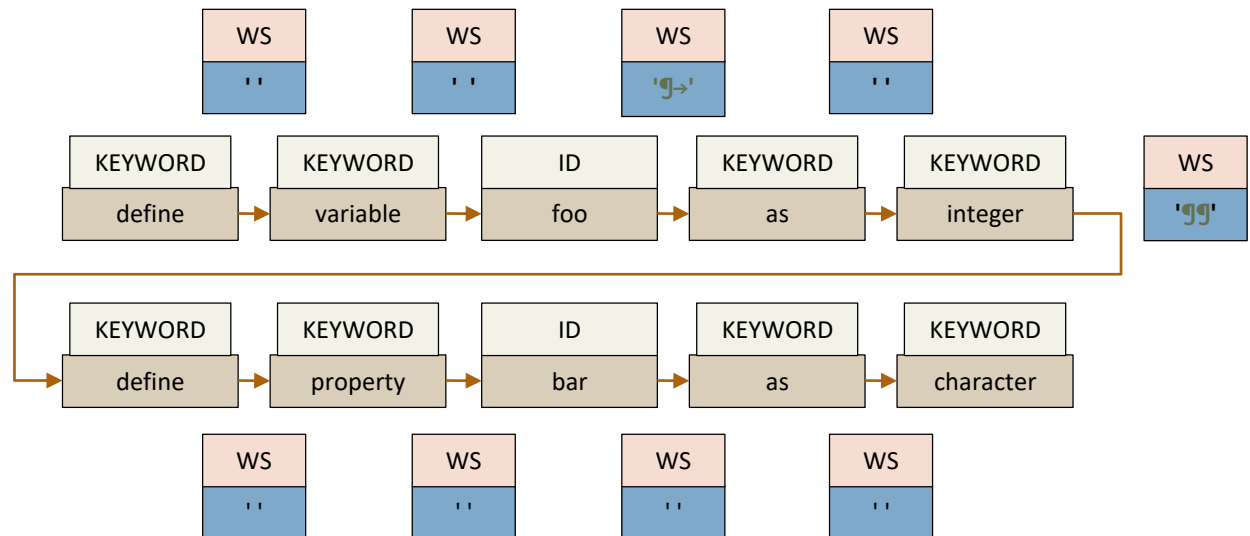 WS WS WS WS
' ' ' ' '¶→' ' '
KEYWORD KEYWORD ID KEYWORD KEYWORD WS
define variable foo as integer '¶¶'
KEYWORD KEYWORD ID KEYWORD KEYWORD
define property bar as character
WS WS WS WS
' ' ' ' ' ' ' '